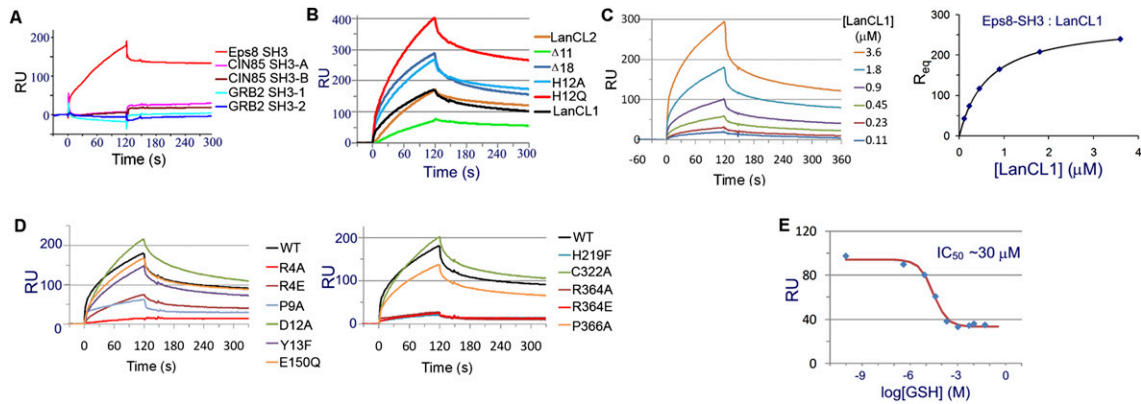 A
RU
200
100
0
0 60 120 180 240 300
Time (s)
Eps8 SH3
CIN85 SH3-A
CIN85 SH3-B
GRB2 SH3-1
GRB2 SH3-2
B
RU
400
300
200
100
0
0 60 120 180 240 300
Time (s)
LanCL2
Δ11
Δ18
H12A
H12Q
LanCL1
C
RU
300
200
100
0
-60 0 60 120 180 240 300 360
Time (s)
[LanCL1]
(μM)
3.6
1.8
0.9
0.45
0.23
0.11
Eps8-SH3 : LanCL1
Req
300
200
100
0
0 1 2 3 4
[LanCL1] (μM)
D
RU
200
100
0
0 60 120 180 240 300
Time (s)
WT
R4A
R4E
P9A
D12A
Y13F
E150Q
RU
200
100
0
0 60 120 180 240 300
Time (s)
WT
H219F
C322A
R364A
R364E
P366A
E
RU
120
80
40
0
-9 -6 -3 0
log[GSH] (M)
IC50 ~30 μM